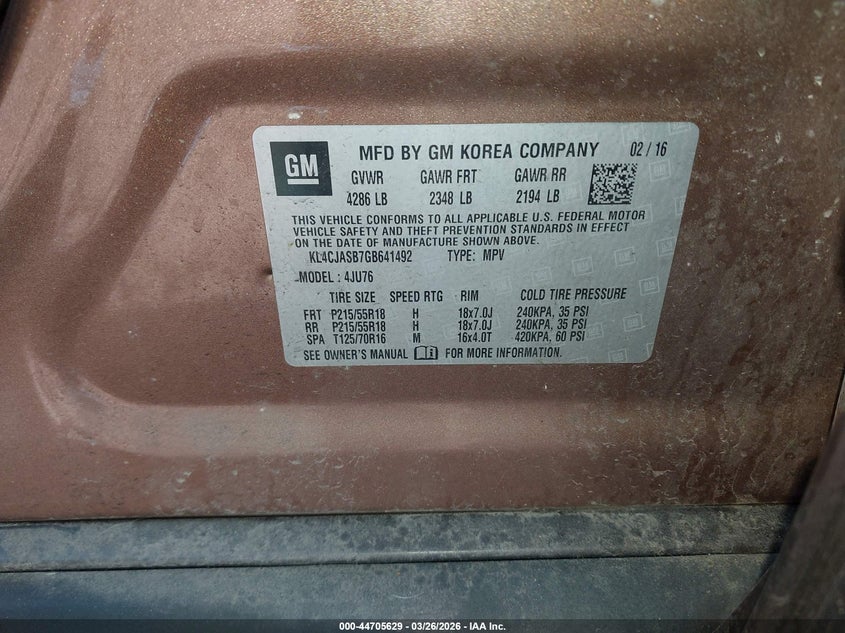 GM MFD BY GM KOREA COMPANY 02 / 16
GVWR GAWR FRT GAWR RR
4286 LB 2348 LB 2194 LB
THIS VEHICLE CONFORMS TO ALL APPLICABLE U.S. FEDERAL MOTOR
VEHICLE SAFETY AND THEFT PREVENTION STANDARDS IN EFFECT
ON THE DATE OF MANUFACTURE SHOWN ABOVE.
KL4CJASB7GB641492 TYPE: MPV
MODEL : 4JU76
TIRE SIZE SPEED RTG RIM COLD TIRE PRESSURE
FRT P215/55R18 H 18x7.0J 240KPA, 35 PSI
RR P215/55R18 H 18x7.0J 240KPA, 35 PSI
SPA T125/70R16 M 16x4.0T 420KPA, 60 PSI
SEE OWNER'S MANUAL FOR MORE INFORMATION.
000-44705629 | 03/26/2026 | IAA Inc.